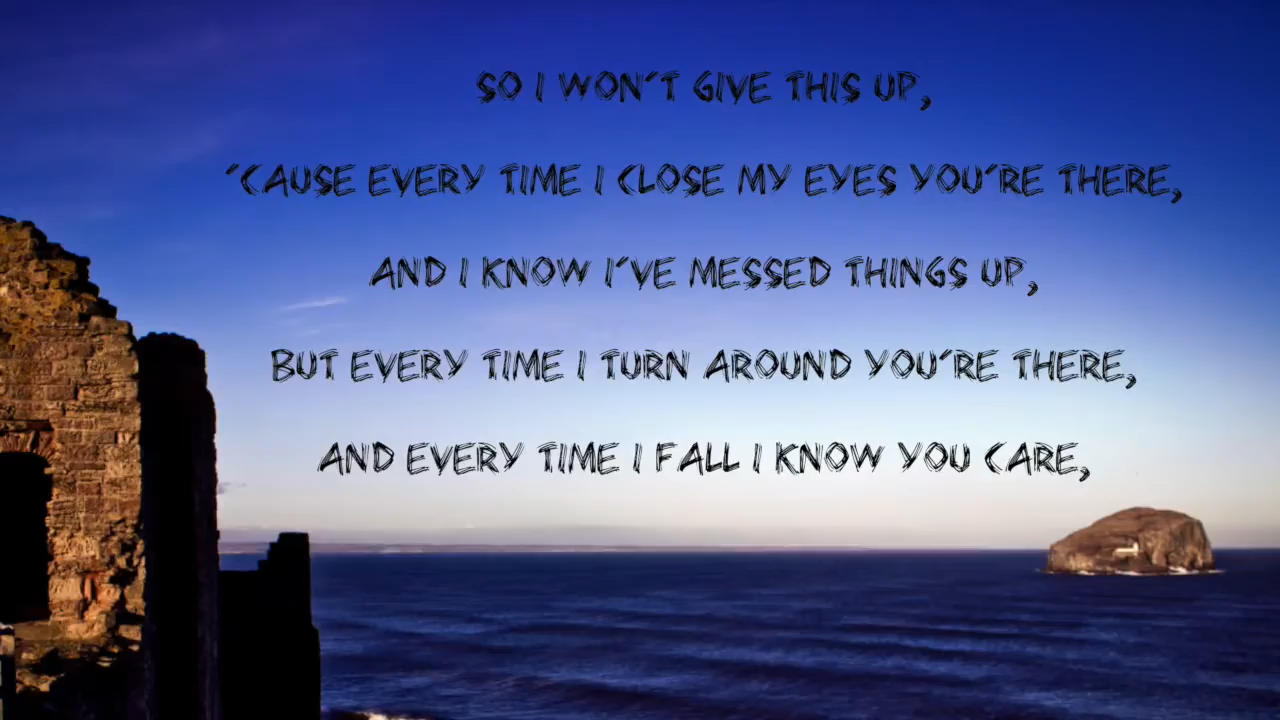 SO I WON´T GIVE THIS UP,
´CAUSE EVERY TIME I CLOSE MY EYES YOU´RE THERE,
AND I KNOW I´VE MESSED THINGS UP,
BUT EVERY TIME I TURN AROUND YOU´RE THERE,
AND EVERY TIME I FALL I KNOW YOU CARE,